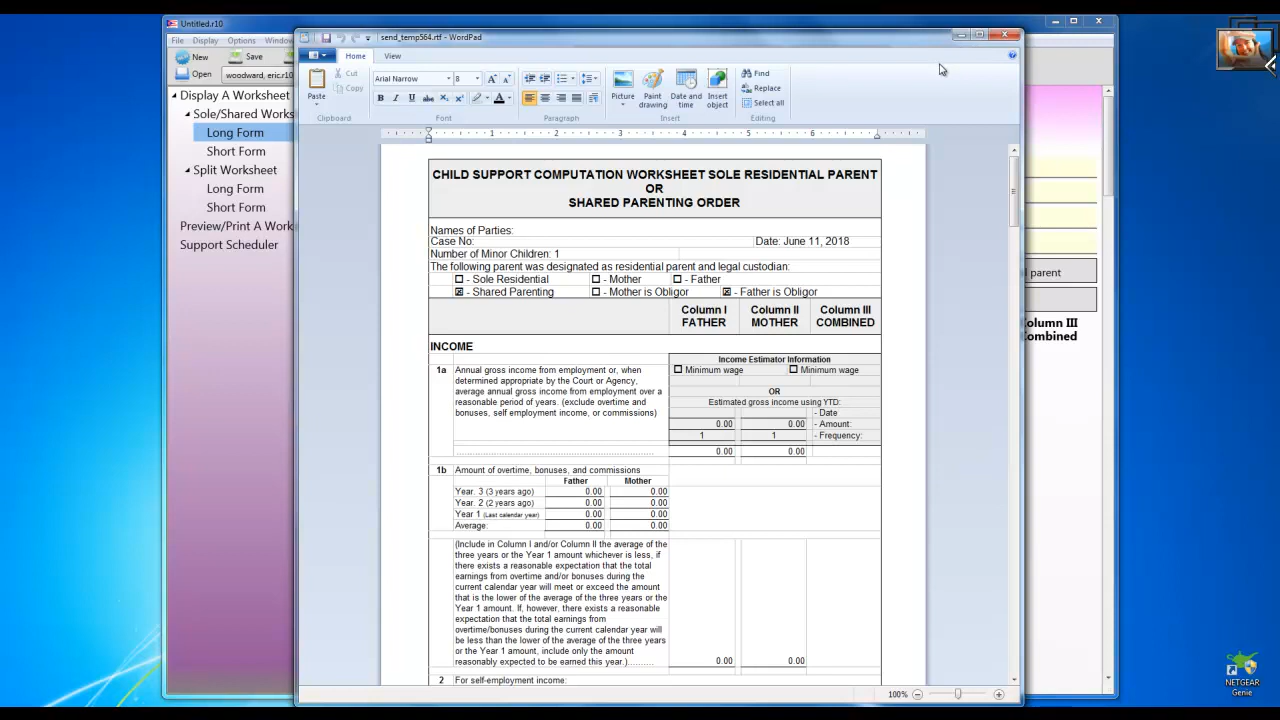 Untitled.r10
File Display Options Window
New Save
Open woodward, eric.r10
Display A Worksheet
Sole/Shared Works
Long Form
Short Form
Split Worksheet
Long Form
Short Form
Preview/Print A Work
Support Scheduler
send_temp564.rtf - WordPad
Home View
Paste
Cut
Copy
Clipboard
Arial Narrow 8
Font
Paragraph
Picture
Paint drawing
Date and time
Insert object
Insert
Find
Replace
Select all
Editing
1 2 3 4 5 6
CHILD SUPPORT COMPUTATION WORKSHEET SOLE RESIDENTIAL PARENT
OR
SHARED PARENTING ORDER
Names of Parties:
Case No: Date: June 11, 2018
Number of Minor Children: 1
The following parent was designated as residential parent and legal custodian:
☐ - Sole Residential ☐ - Mother ☐ - Father
☒ - Shared Parenting ☐ - Mother is Obligor ☒ - Father is Obligor
Column I Column II Column III
FATHER MOTHER COMBINED
INCOME
1a Annual gross income from employment or, when
determined appropriate by the Court or Agency,
average annual gross income from employment over a
reasonable period of years. (exclude overtime and
bonuses, self employment income, or commissions)
Income Estimator Information
☐ Minimum wage ☐ Minimum wage
OR
Estimated gross income using YTD:
- Date
0.00 0.00 - Amount:
1 1 - Frequency:
0.00 0.00
1b Amount of overtime, bonuses, and commissions
Father Mother
Year. 3 (3 years ago) 0.00 0.00
Year. 2 (2 years ago) 0.00 0.00
Year 1 (Last calendar year) 0.00 0.00
Average: 0.00 0.00
(Include in Column I and/or Column II the average of the
three years or the Year 1 amount whichever is less, if
there exists a reasonable expectation that the total
earnings from overtime and/or bonuses during the
current calendar year will meet or exceed the amount
that is the lower of the average of the three years or the
Year 1 amount. If, however, there exists a reasonable
expectation that the total earnings from
overtime/bonuses during the current calendar year will
be less than the lower of the average of the three years
or the Year 1 amount, include only the amount
reasonably expected to be earned this year.).......... 0.00 0.00
2 For self-employment income:
100%
l parent
Column III
Combined
NETGEAR
Genie